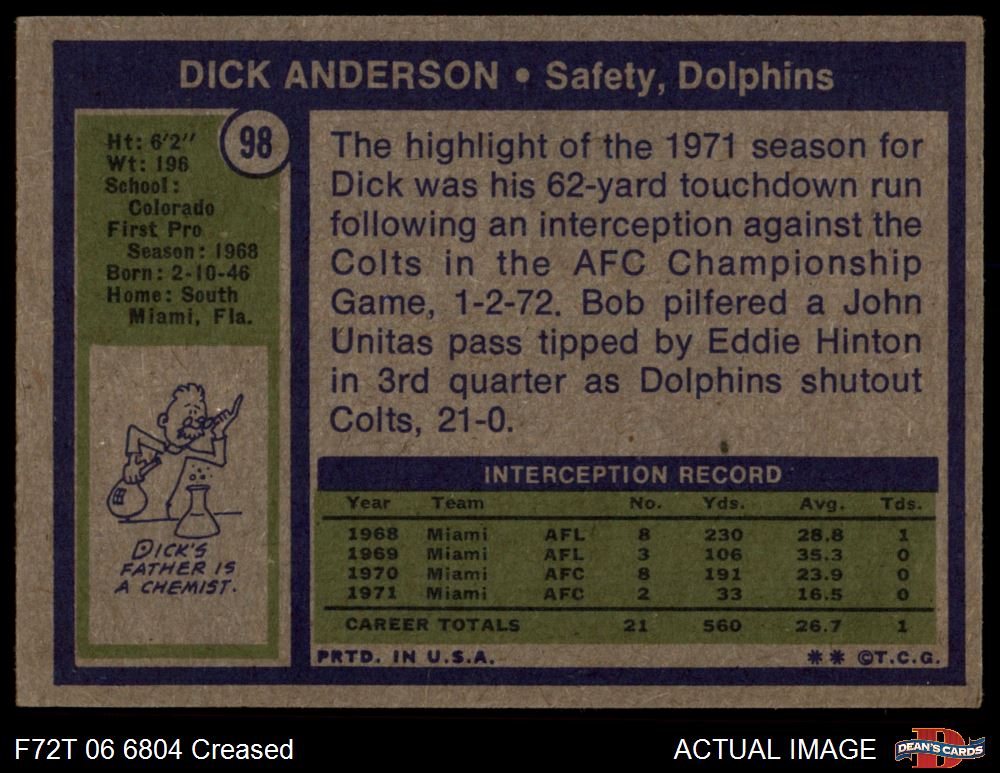 DICK ANDERSON • Safety, Dolphins
98
Ht: 6'2"
Wt: 196
School:
Colorado
First Pro
Season: 1968
Born: 2-10-46
Home: South
Miami, Fla.
DICK'S
FATHER IS
A CHEMIST.
The highlight of the 1971 season for
Dick was his 62-yard touchdown run
following an interception against the
Colts in the AFC Championship
Game, 1-2-72. Bob pilfered a John
Unitas pass tipped by Eddie Hinton
in 3rd quarter as Dolphins shutout
Colts, 21-0.
INTERCEPTION RECORD
Year Team No. Yds. Avg. Tds.
1968 Miami AFL 8 230 28.8 1
1969 Miami AFL 3 106 35.3 0
1970 Miami AFC 8 191 23.9 0
1971 Miami AFC 2 33 16.5 0
CAREER TOTALS 21 560 26.7 1
PRTD. IN U.S.A. ** ©T.C.G.
F72T 06 6804 Creased
ACTUAL IMAGE
DEAN'S CARDS